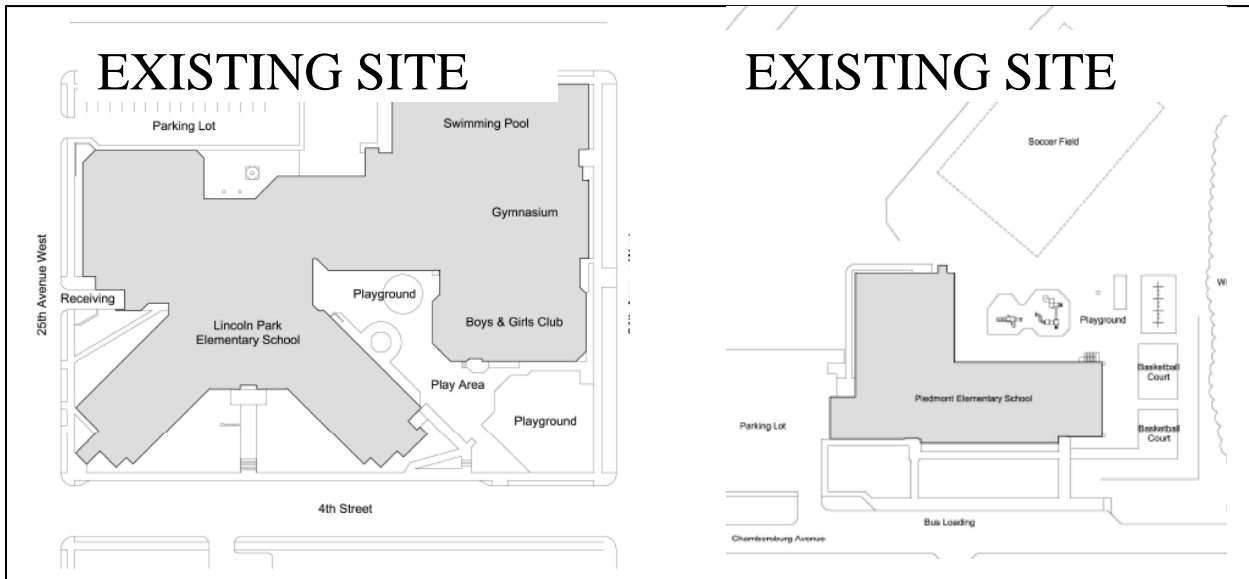 EXISTING SITE
Parking Lot
Swimming Pool
Gymnasium
25th Avenue West
Receiving
Playground
Lincoln Park
Elementary School
Boys & Girls Club
Play Area
Playground
4th Street
EXISTING SITE
Soccer Field
Playground
Basketball
Court
Piedmont Elementary School
Basketball
Court
Parking Lot
Bus Loading
Chambersburg Avenue